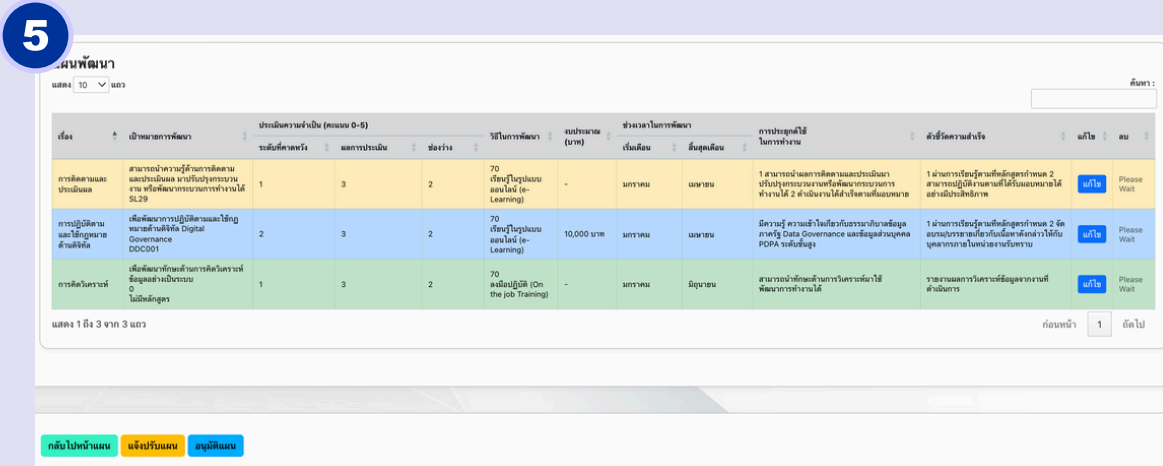 5
แผนพัฒนา
แสดง 10 แถว
ค้นหา :
เรื่อง
เป้าหมายการพัฒนา
ประเมินความจำเป็น (คะแนน 0-5)
ระดับที่คาดหวัง
ผลการประเมิน
ช่องว่าง
วิธีในการพัฒนา
งบประมาณ
(บาท)
ช่วงเวลาในการพัฒนา
เริ่มเดือน
สิ้นสุดเดือน
การประยุกต์ใช้
ในการทำงาน
ตัวชี้วัดความสำเร็จ
แก้ไข
ลบ
การติดตามและ
ประเมินผล
สามารถนำความรู้ด้านการติดตาม
และประเมินผล มาปรับปรุงกระบวน
งาน หรือพัฒนากระบวนการทำงานได้
SL29
1
3
2
70
เรียนรู้ในรูปแบบ
ออนไลน์ (e-
Learning)
-
มกราคม
เมษายน
1 สามารถนำผลการติดตามและประเมินมา
ปรับปรุงกระบวนงานหรือพัฒนากระบวนการ
ทำงานได้ 2 ดำเนินงานได้สำเร็จตามที่มอบหมาย
1 ผ่านการเรียนรู้ตามที่หลักสูตรกำหนด 2
สามารถปฏิบัติงานตามที่ได้รับมอบหมายได้
อย่างมีประสิทธิภาพ
แก้ไข
Please
Wait
การปฏิบัติตาม
และใช้กฎหมาย
ด้านดิจิทัล
เพื่อพัฒนาการปฏิบัติตามและใช้กฎ
หมายด้านดิจิทัล Digital
Governance
DDC001
2
3
2
70
เรียนรู้ในรูปแบบ
ออนไลน์ (e-
Learning)
10,000 บาท
มกราคม
เมษายน
มีความรู้ ความเข้าใจเกี่ยวกับธรรมาภิบาลข้อมูล
ภาครัฐ Data Governance และข้อมูลส่วนบุคคล
PDPA ระดับขั้นสูง
1 ผ่านการเรียนรู้ตามที่หลักสูตรกำหนด 2 จัด
อบรม/บรรยายเกี่ยวกับเนื้อหาดังกล่าวให้กับ
บุคลากรภายในหน่วยงานรับทราบ
แก้ไข
Please
Wait
การคิดวิเคราะห์
เพื่อพัฒนาทักษะด้านการคิดวิเคราะห์
ข้อมูลอย่างเป็นระบบ
0
ไม่มีหลักสูตร
1
3
2
70
ลงมือปฏิบัติ (On
the job Training)
-
มกราคม
มิถุนายน
สามารถนำทักษะด้านการวิเคราะห์มาใช้
พัฒนาการทำงานได้
รายงานผลการวิเคราะห์ข้อมูลจากงานที่
ดำเนินการ
แก้ไข
Please
Wait
แสดง 1 ถึง 3 จาก 3 แถว
ก่อนหน้า 1 ถัดไป
กลับไปหน้าแผน แจ้งปรับแผน อนุมัติแผน